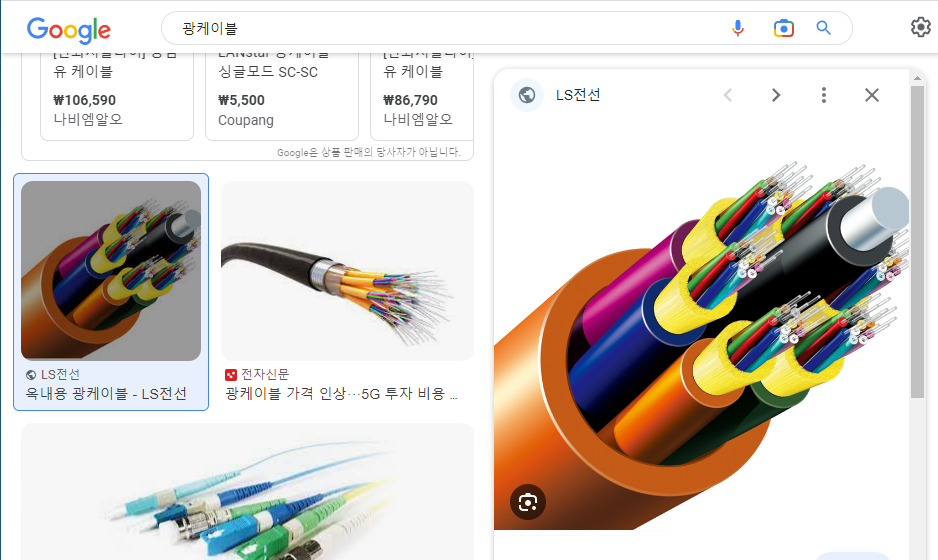 Google
광케이블
유 케이블
₩106,590
나비엠알오
싱글모드 SC-SC
₩5,500
Coupang
유 케이블
₩86,790
나비엠알오
Google은 상품 판매의 당사자가 아닙니다.
LS전선
옥내용 광케이블 - LS전선
전자신문
광케이블 가격 인상…5G 투자 비용 ...
LS전선